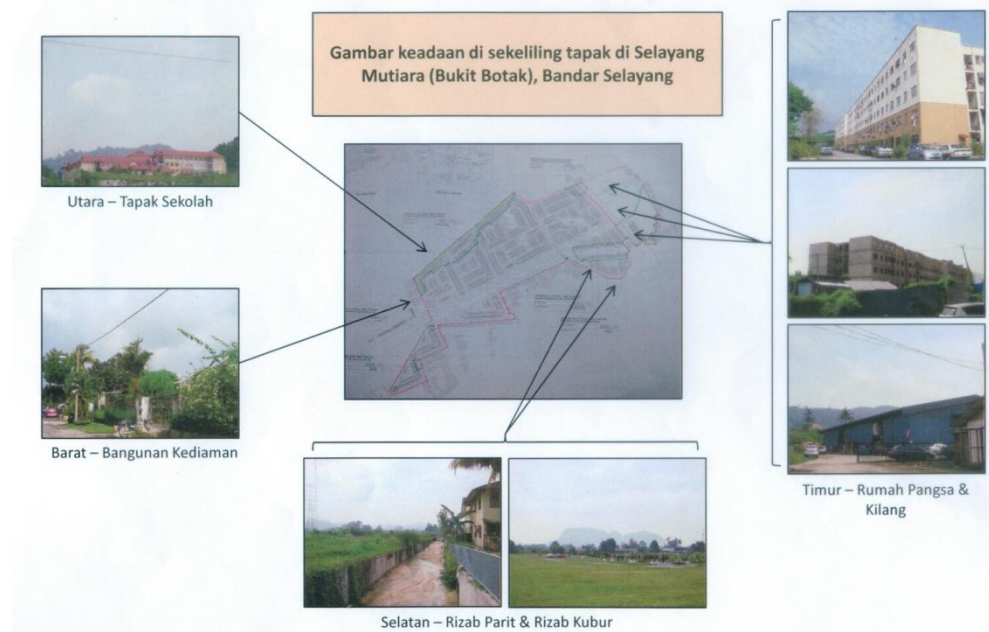 Gambar keadaan di sekeliling tapak di Selayang
Mutiara (Bukit Botak), Bandar Selayang
Utara – Tapak Sekolah
Barat – Bangunan Kediaman
Timur – Rumah Pangsa &
Kilang
Selatan – Rizab Parit & Rizab Kubur